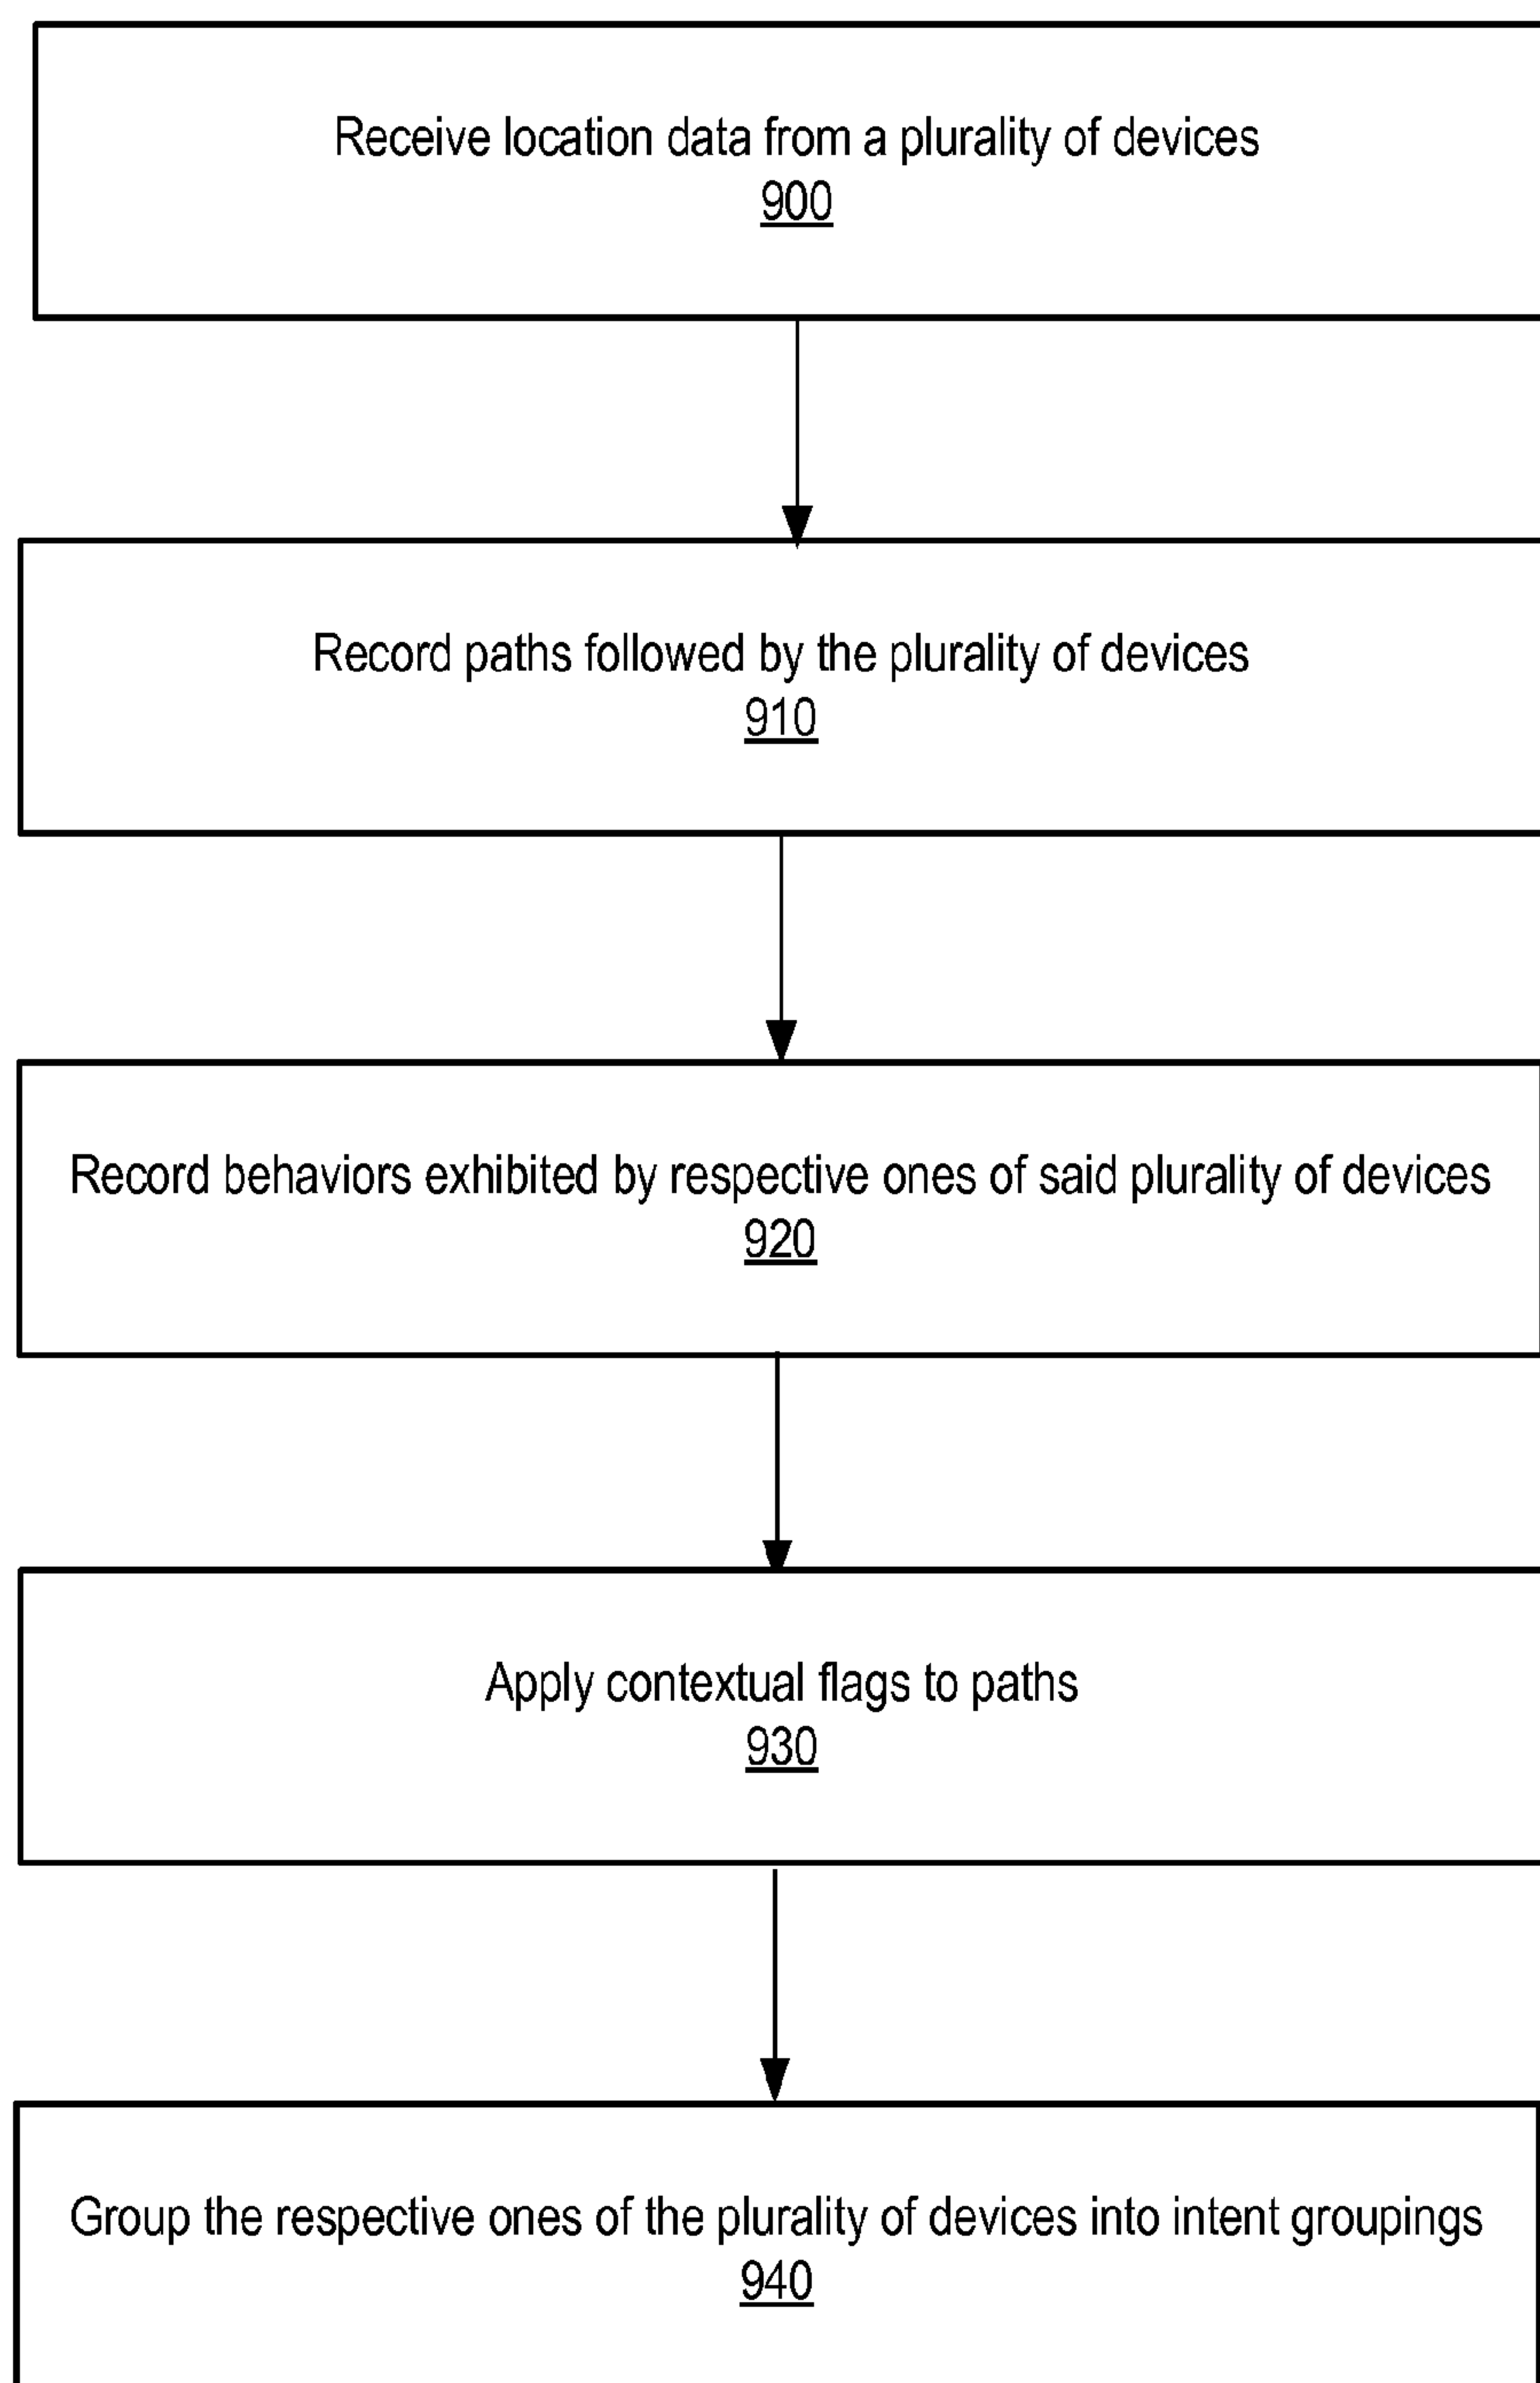 Receive location data from a plurality of devices
900
Record paths followed by the plurality of devices
910
Record behaviors exhibited by respective ones of said plurality of devices
920
Apply contextual flags to paths
930
Group the respective ones of the plurality of devices into intent groupings
940